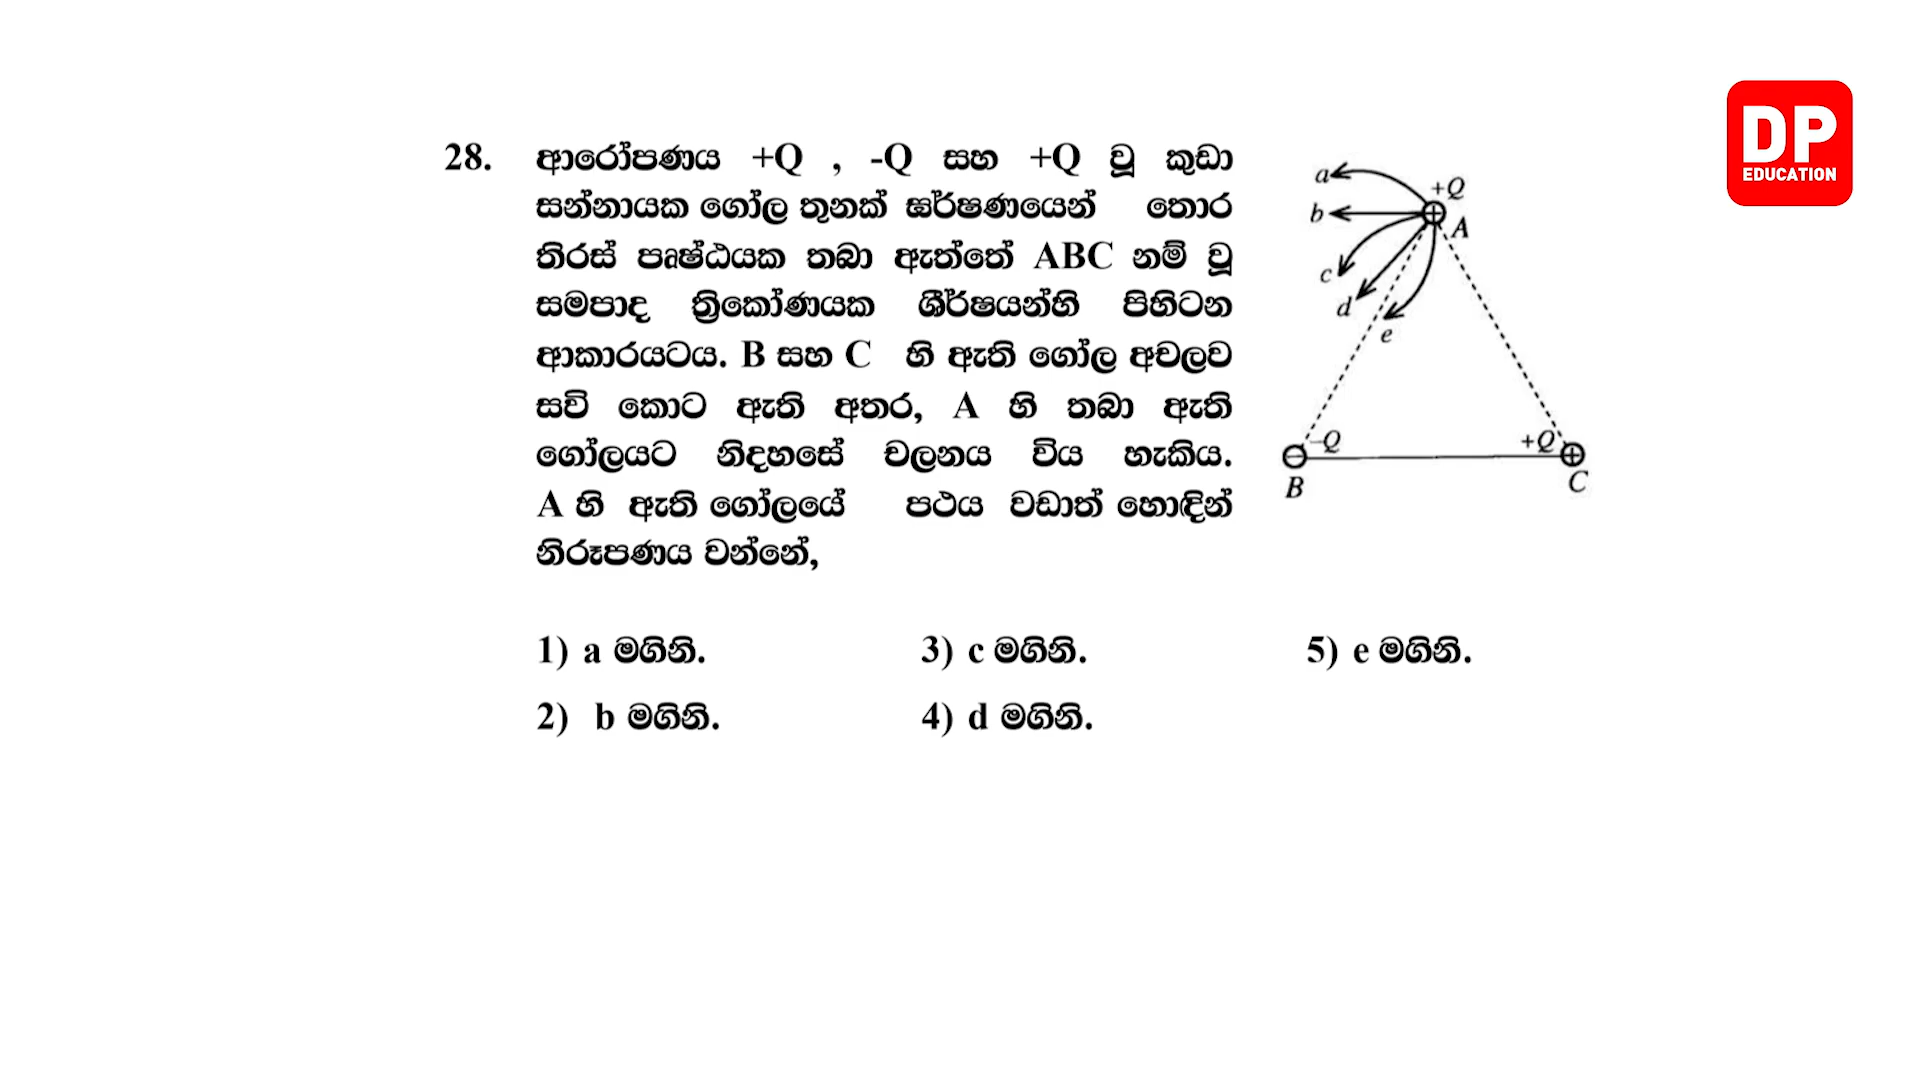 DP
EDUCATION
28. ආරෝපණය +Q , -Q සහ +Q වූ කුඩා
සන්නායක ගෝල තුනක් ඝර්ෂණයෙන් තොර
තිරස් පෘෂ්ඨයක තබා ඇත්තේ ABC නම් වූ
සමපාද ත්‍රිකෝණයක ශීර්ෂයන්හි පිහිටන
ආකාරයටය. B සහ C හි ඇති ගෝල අචලව
සවි කොට ඇති අතර, A හි තබා ඇති
ගෝලයට නිදහසේ චලනය විය හැකිය.
A හි ඇති ගෝලයේ පථය වඩාත් හොඳින්
නිරූපණය වන්නේ,
a
+Q
b
A
c
d
e
-Q
+Q
B
C
1) a මගිනි. 3) c මගිනි. 5) e මගිනි.
2) b මගිනි. 4) d මගිනි.